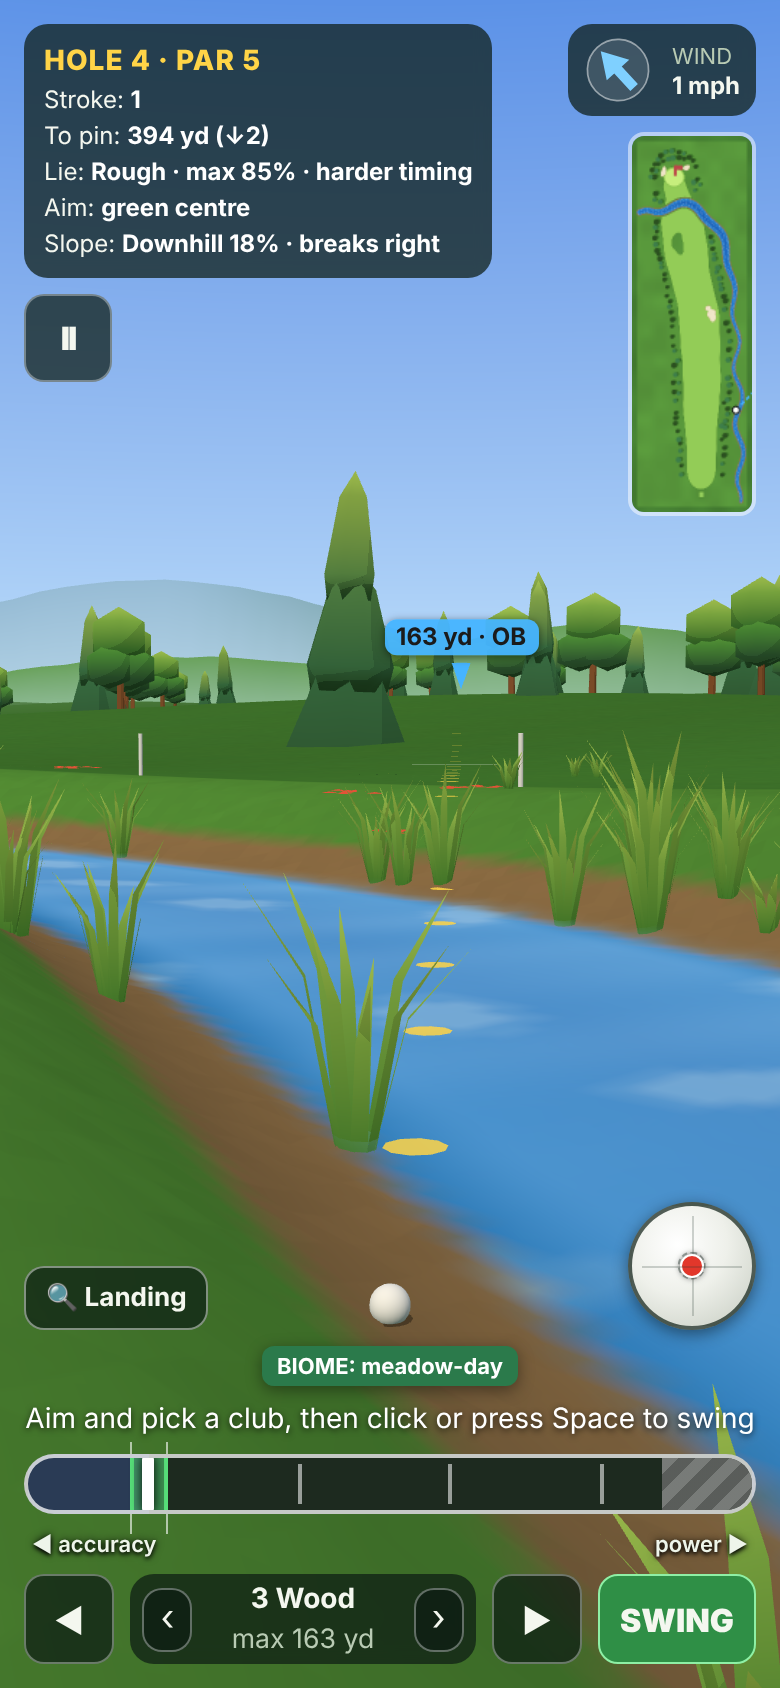 HOLE 4 · PAR 5
Stroke: 1
To pin: 394 yd (↓2)
Lie: Rough · max 85% · harder timing
Aim: green centre
Slope: Downhill 18% · breaks right
WIND
1 mph
163 yd · OB
🔍 Landing
BIOME: meadow-day
Aim and pick a club, then click or press Space to swing
◀ accuracy
power ▶
◀
‹
3 Wood
max 163 yd
›
▶
SWING